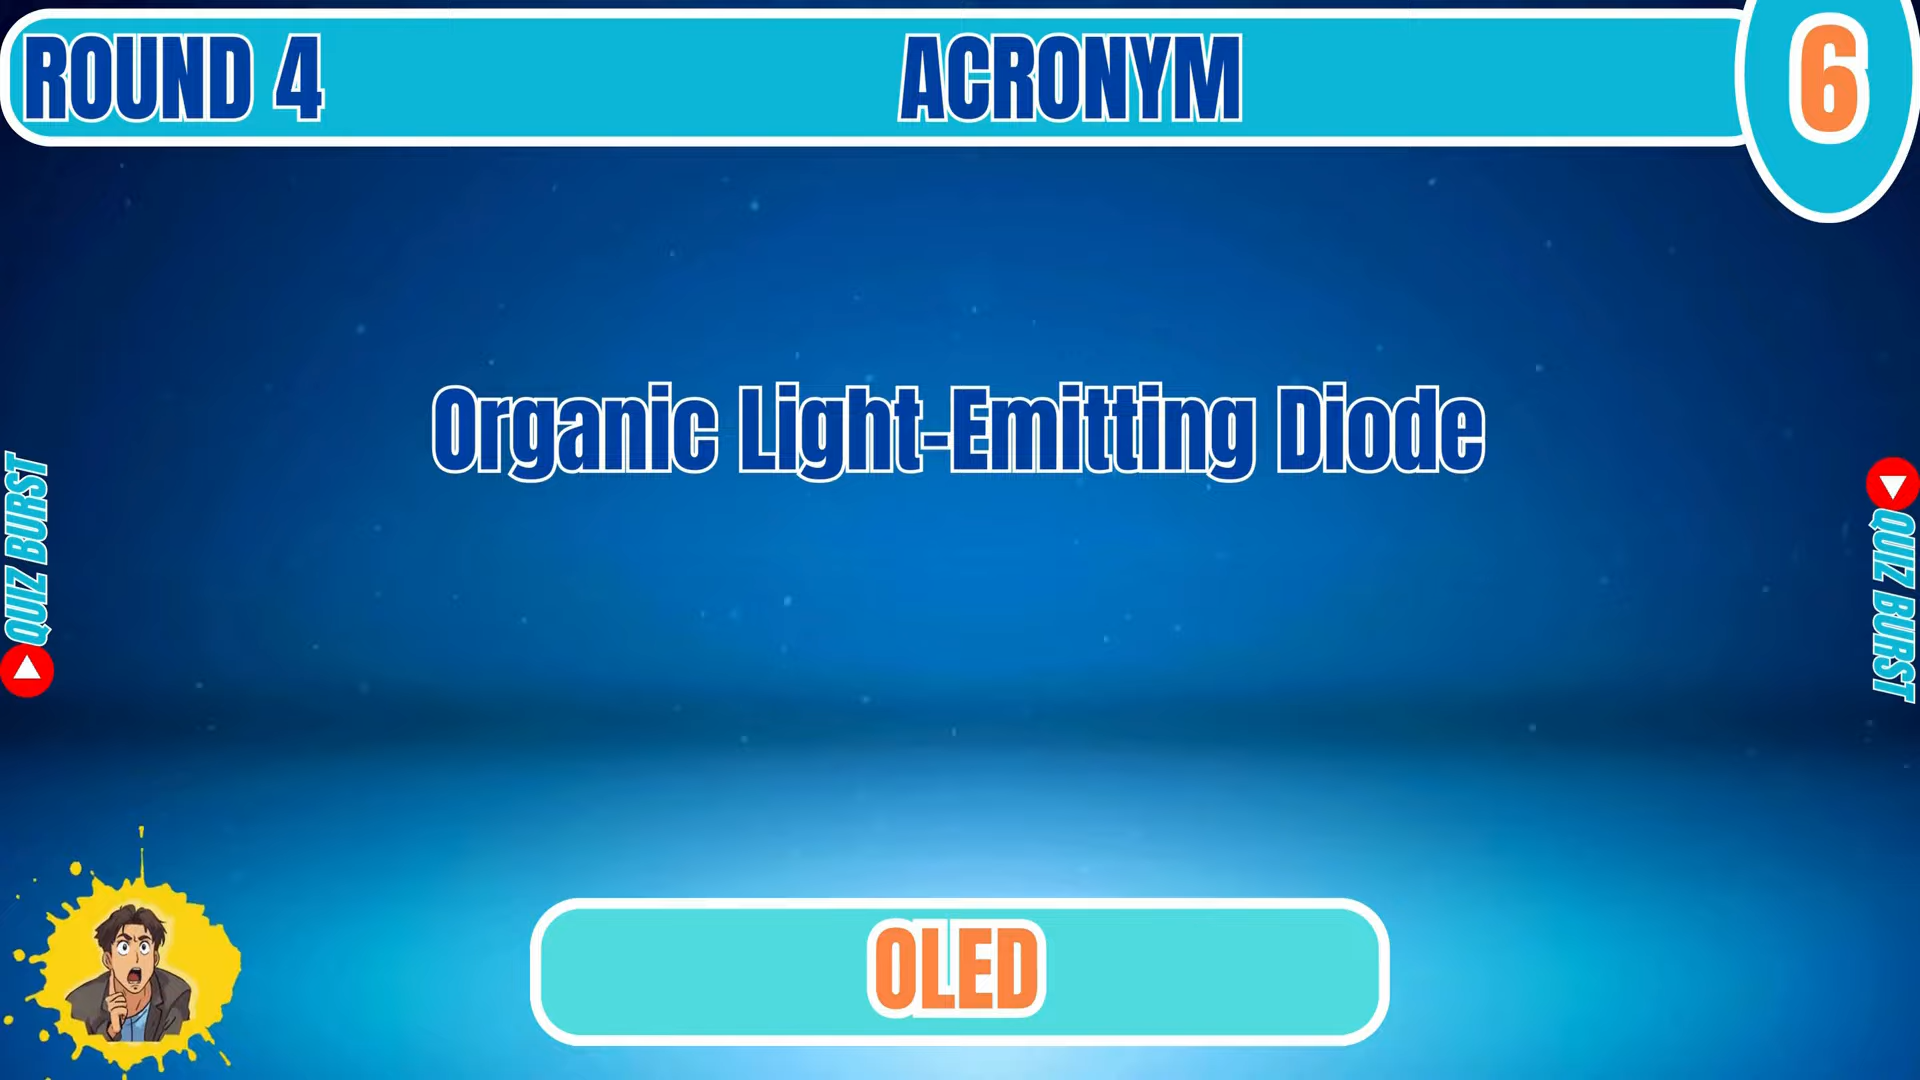 ROUND 4
ACRONYM
6
Organic Light-Emitting Diode
QUIZ BURST
QUIZ BURST
OLED